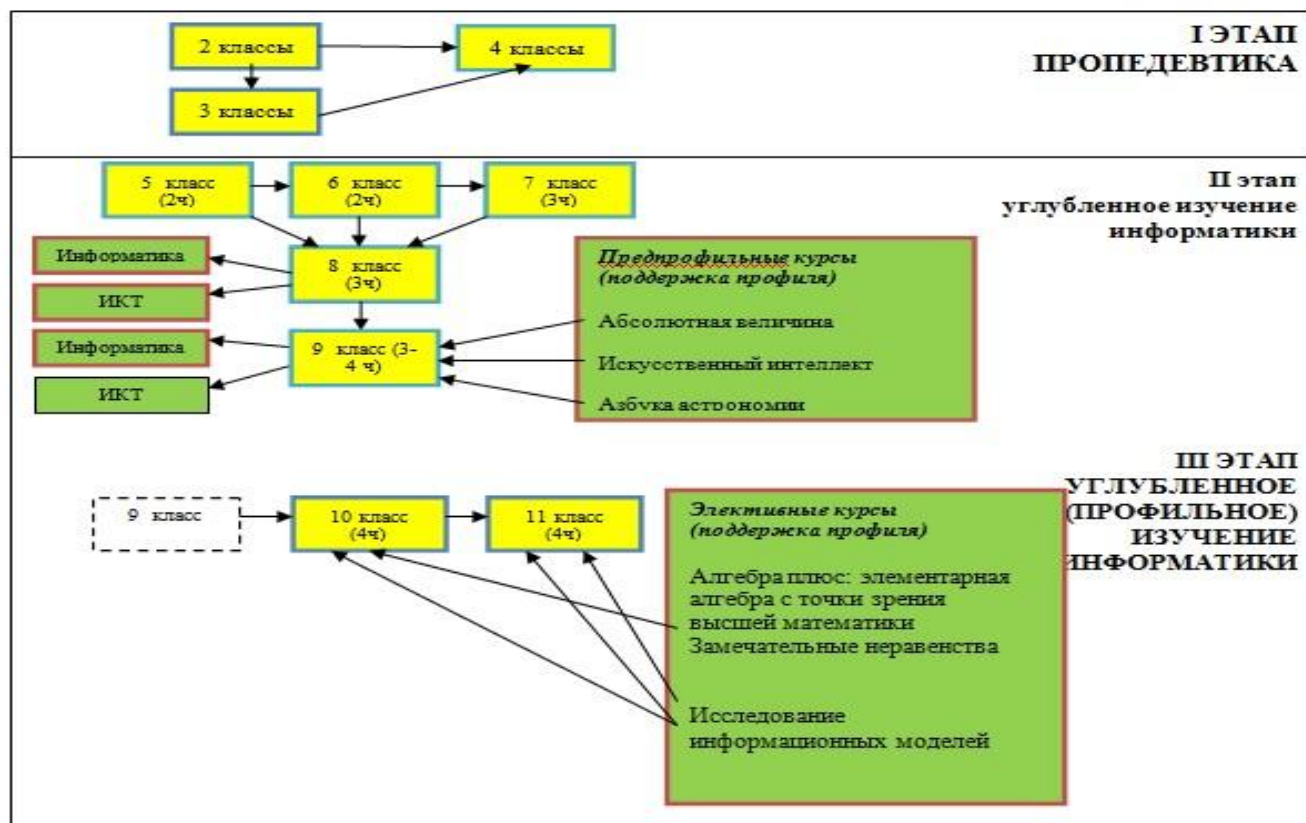 I ЭТАП
ПРОПЕДЕВТИКА
2 классы
4 классы
3 классы
II этап
углубленное изучение
информатики
5 класс
(2ч)
6 класс
(2ч)
7 класс
(3ч)
8 класс
(3ч)
Информатика
ИКТ
Информатика
ИКТ
9 класс (3-
4 ч)
Предпрофильные курсы
(поддержка профиля)
Абсолютная величина
Искусственный интеллект
Азбука астрономии
III ЭТАП
УГЛУБЛЕННОЕ
(ПРОФИЛЬНОЕ)
ИЗУЧЕНИЕ
ИНФОРМАТИКИ
9 класс
10 класс
(4ч)
11 класс
(4ч)
Элективные курсы
(поддержка профиля)
Алгебра плюс: элементарная
алгебра с точки зрения
высшей математики
Замечательные неравенства
Исследование
информационных моделей